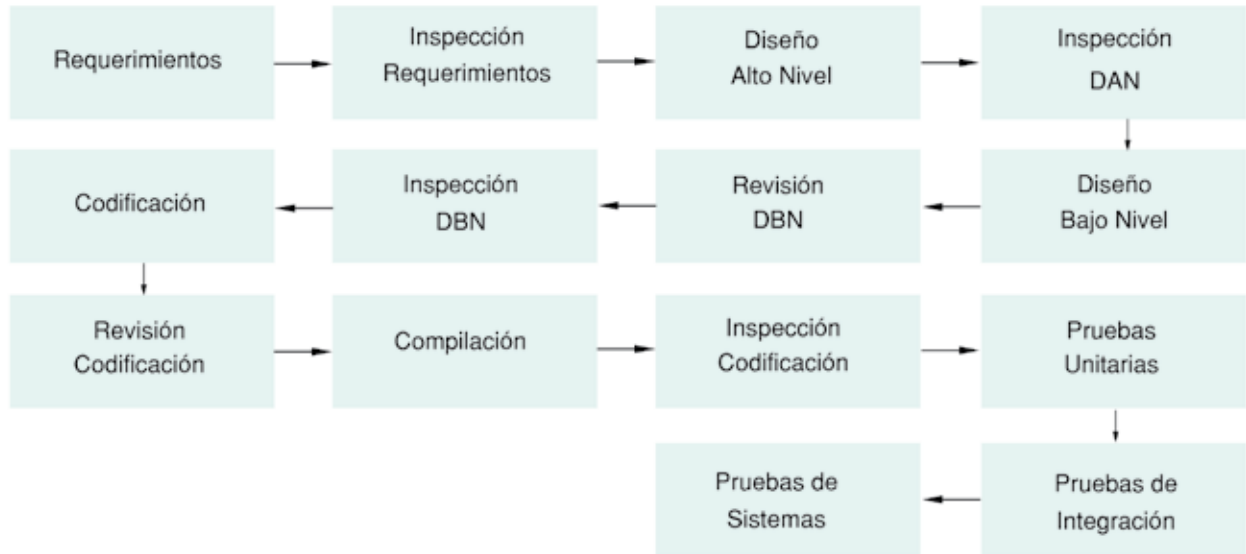 Requerimientos
Inspección
Requerimientos
Diseño
Alto Nivel
Inspección
DAN
Codificación
Inspección
DBN
Revisión
DBN
Diseño
Bajo Nivel
Revisión
Codificación
Compilación
Inspección
Codificación
Pruebas
Unitarias
Pruebas de
Sistemas
Pruebas de
Integración